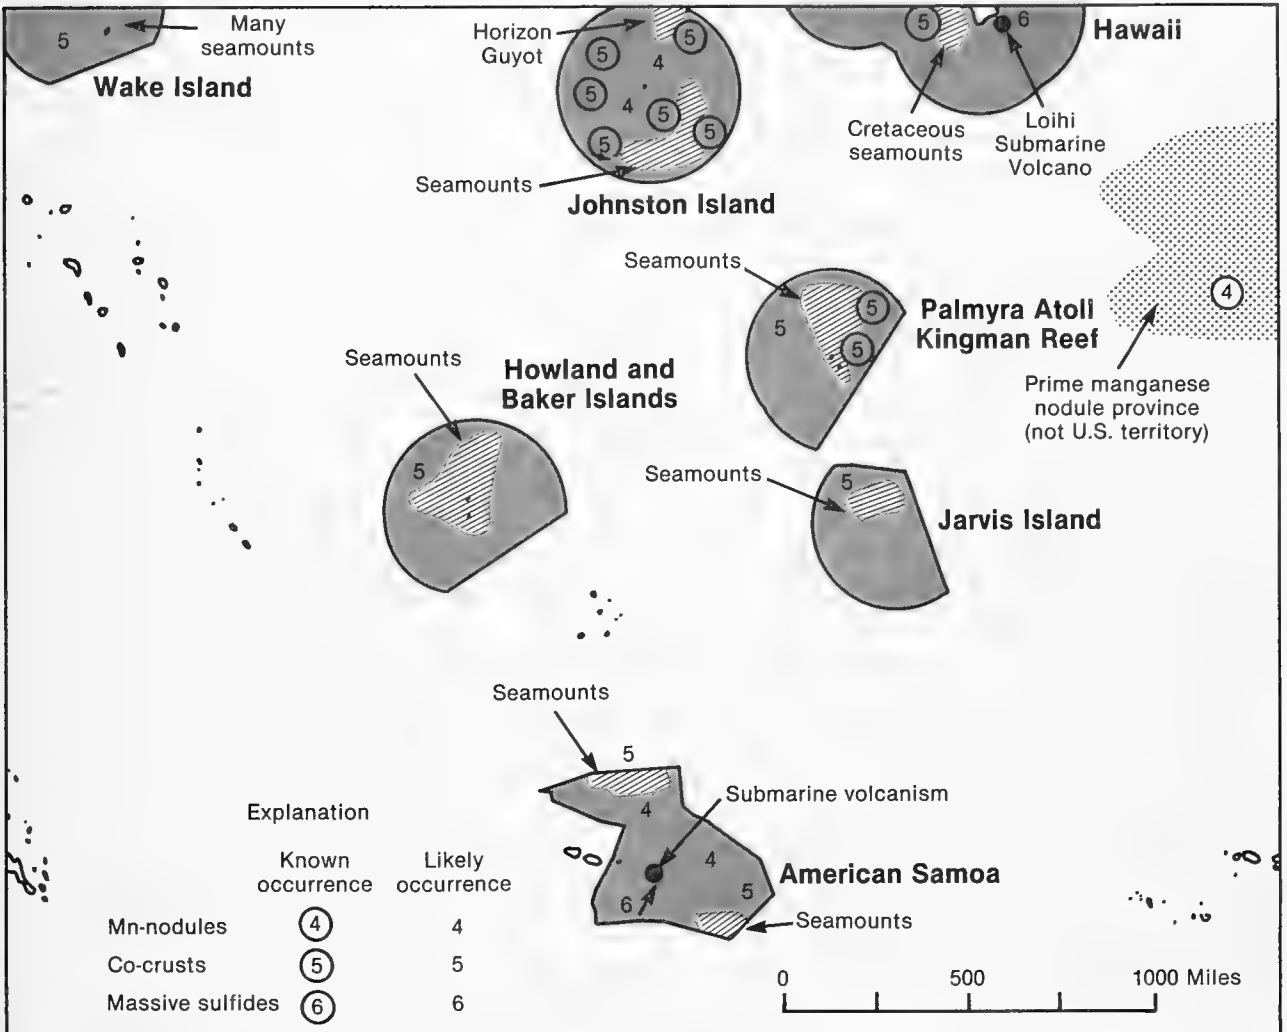 5
Many
seamounts
Wake Island
Horizon
Guyot
5
5
4
5
4
5
5
5
Seamounts
Johnston Island
5
6
Hawaii
Cretaceous
seamounts
Loihi
Submarine
Volcano
4
Prime manganese
nodule province
(not U.S. territory)
Seamounts
5
5
5
Palmyra Atoll
Kingman Reef
Seamounts
5
Howland and
Baker Islands
Seamounts
5
Jarvis Island
Seamounts
5
4
Submarine volcanism
4
5
6
American Samoa
Seamounts
Explanation
Known
occurrence
Likely
occurrence
Mn-nodules 4 4
Co-crusts 5 5
Massive sulfides 6 6
0 500 1000 Miles